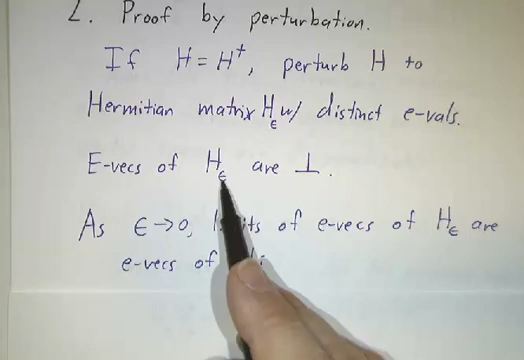 2. Proof by perturbation.
If H = H†, perturb H to
Hermitian matrix Hε w/ distinct e-vals.
E-vecs of Hε are ⊥.
As ε→0, of e-vecs of Hε are
e-vecs of